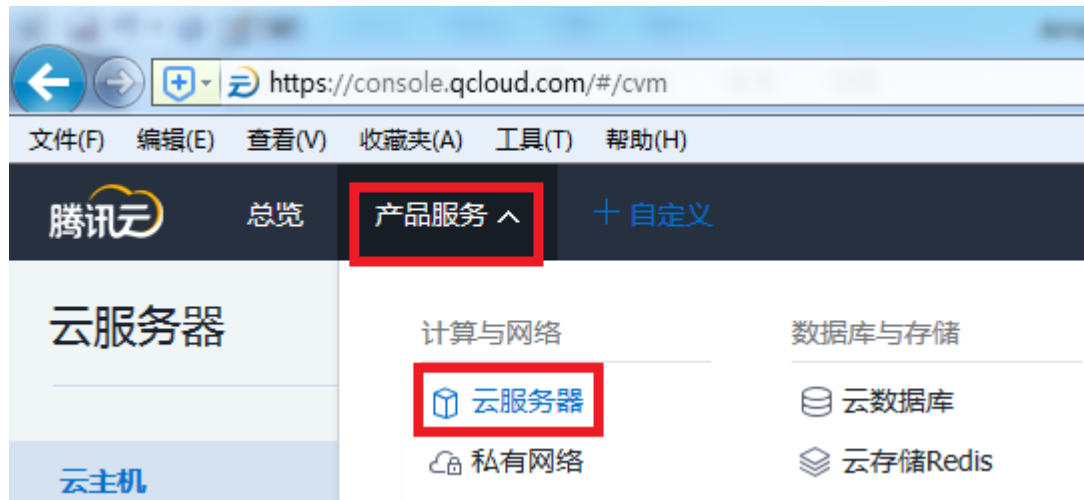 https://console.qcloud.com/#/cvm
文件(F) 编辑(E) 查看(V) 收藏夹(A) 工具(T) 帮助(H)
腾讯云 总览 产品服务 自定义
云服务器
计算与网络 数据库与存储
云服务器 云数据库
私有网络 云存储Redis
云主机